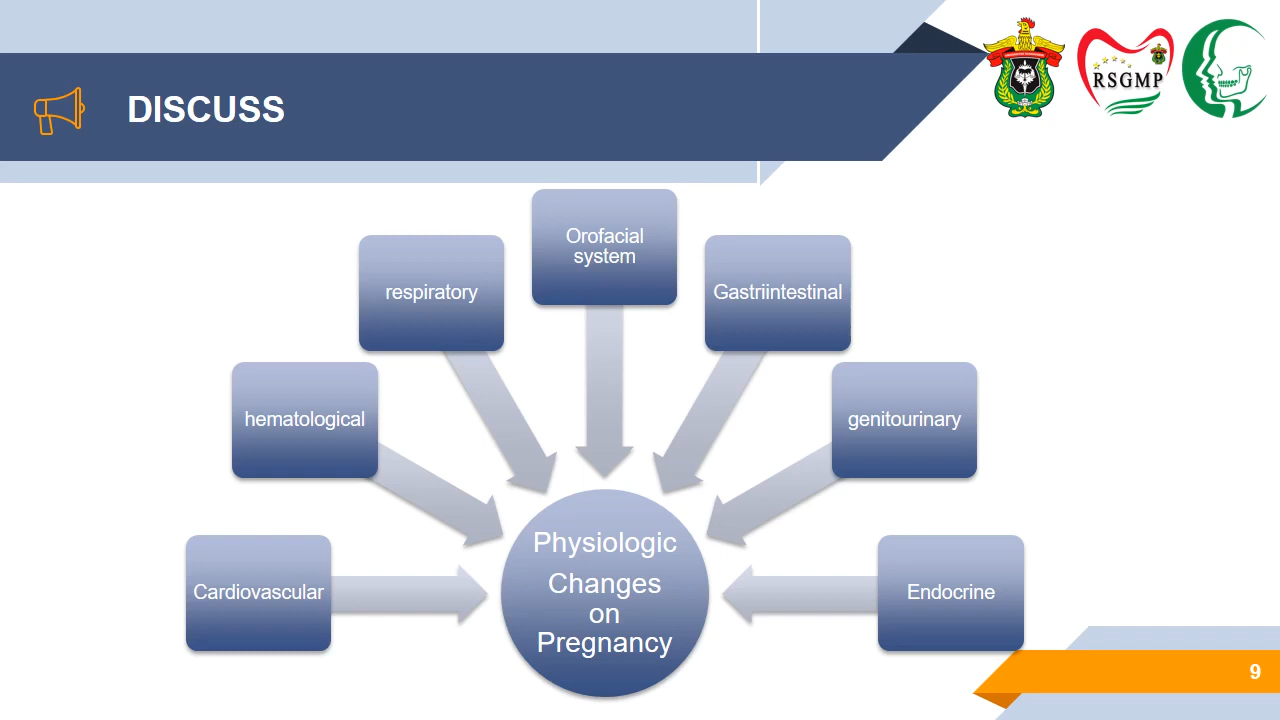 DISCUSS
RSGMP
Orofacial
system
respiratory
Gastriintestinal
hematological
genitourinary
Cardiovascular
Physiologic
Changes
on
Pregnancy
Endocrine
9